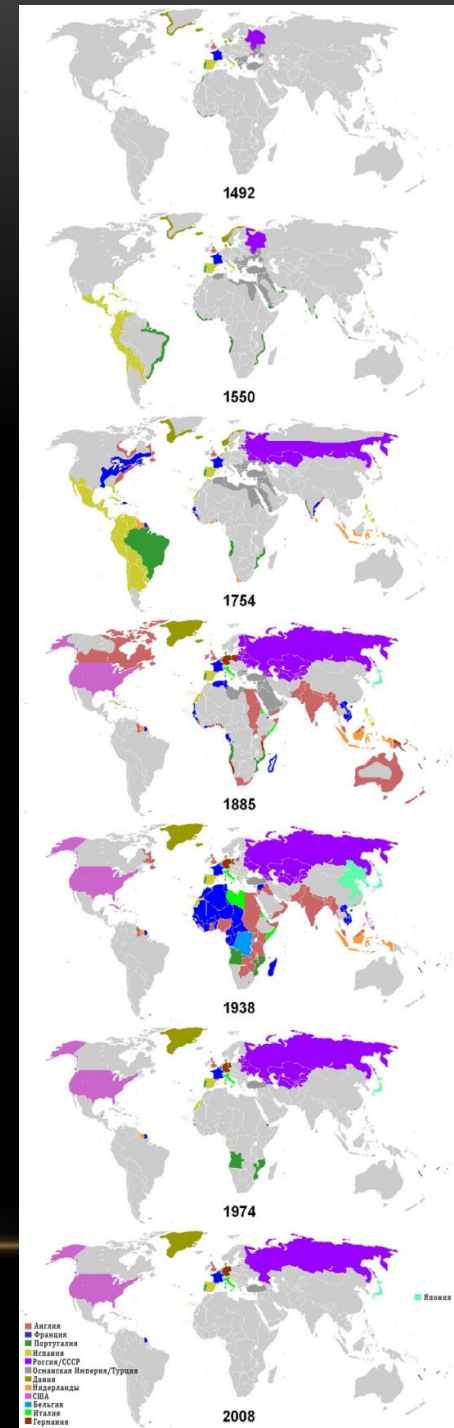 1492
1550
1754
1885
1938
1974
Япония
Англия
Франция
Португалия
Испания
Россия/СССР
Османская Империя/Турция
Дания
Нидерланды
США
Бельгия
Италия
Германия
2008